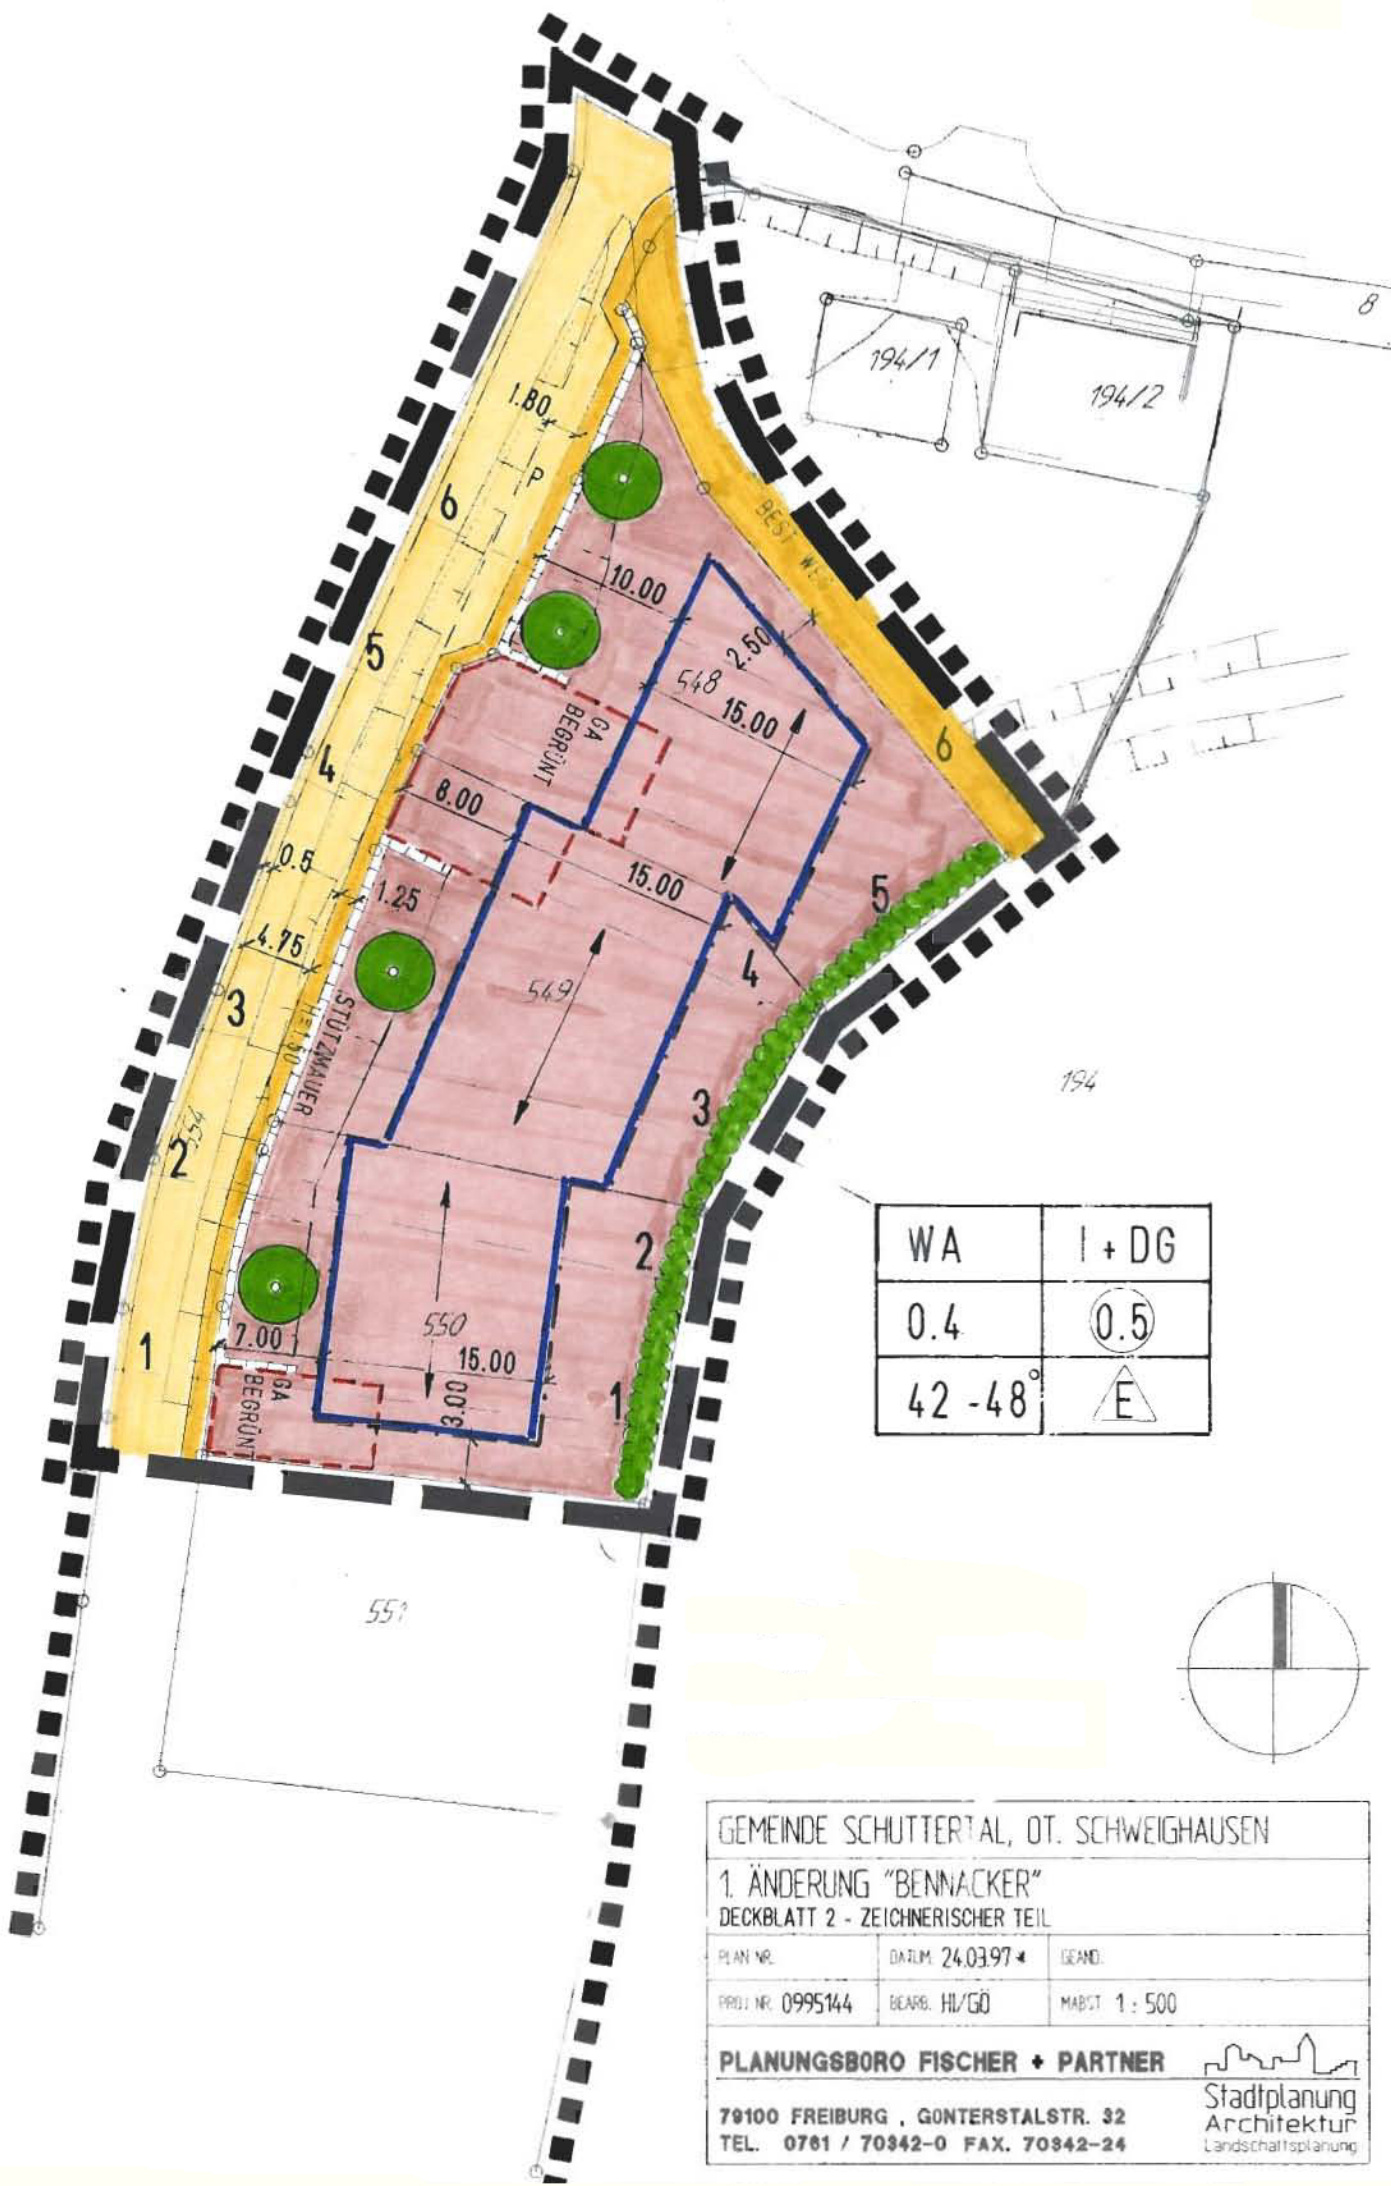 8
194/1
194/2
1.80
P
6
BEST. WEG
10.00
2.50
5
548
15.00
GA
BEGRÜNT
6
4
8.00
0.5
15.00
1.25
5
4.75
4
549
3
STÜTZMAUER
H=1.50
194
3
554
2
WA
I + DG
2
0.4
0.5
550
7.00
1
15.00
42 -48°
E
GA
BEGRÜNT
3.00
1
551
GEMEINDE SCHUTTERTAL, OT. SCHWEIGHAUSEN
1. ÄNDERUNG "BENNACKER"
DECKBLATT 2 - ZEICHNERISCHER TEIL
PLAN NR.
DATUM. 24.03.97 *
GEÄND.
PROJ NR. 0995144
BEARB. HI/GÖ
MABST. 1 : 500
PLANUNGSBÜRO FISCHER + PARTNER
79100 FREIBURG , GÜNTERSTALSTR. 32
TEL. 0761 / 70342-0 FAX. 70342-24
Stadtplanung
Architektur
Landschaftsplanung